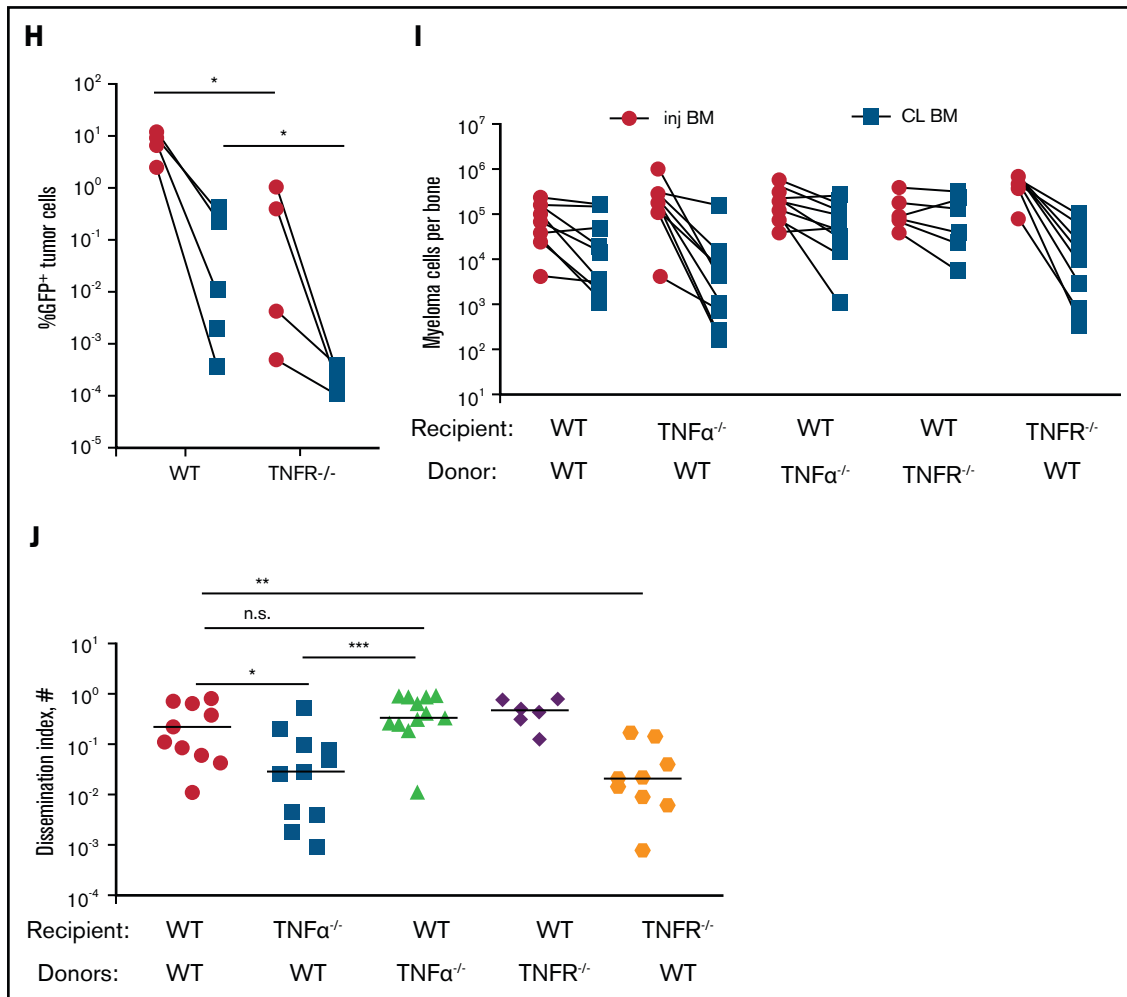 H
%GFP⁺ tumor cells
10²
10¹
10⁰
10⁻¹
10⁻²
10⁻³
10⁻⁴
10⁻⁵
*
*
WT TNFR-/-
I
inj BM CL BM
Myeloma cells per bone
10⁷
10⁶
10⁵
10⁴
10³
10²
10¹
Recipient: WT TNFα⁻/⁻ WT WT TNFR⁻/⁻
Donor: WT WT TNFα⁻/⁻ TNFR⁻/⁻ WT
J
Dissemination index, #
**
n.s.
***
*
10¹
10⁰
10⁻¹
10⁻²
10⁻³
10⁻⁴
Recipient: WT TNFα⁻/⁻ WT WT TNFR⁻/⁻
Donors: WT WT TNFα⁻/⁻ TNFR⁻/⁻ WT